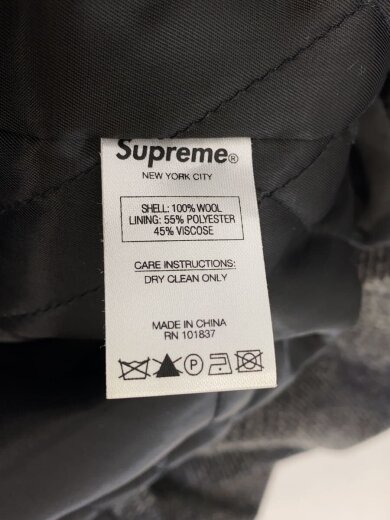 Supreme®
NEW YORK CITY
SHELL: 100% WOOL
LINING: 55% POLYESTER
45% VISCOSE
CARE INSTRUCTIONS:
DRY CLEAN ONLY
MADE IN CHINA
RN 101837
P